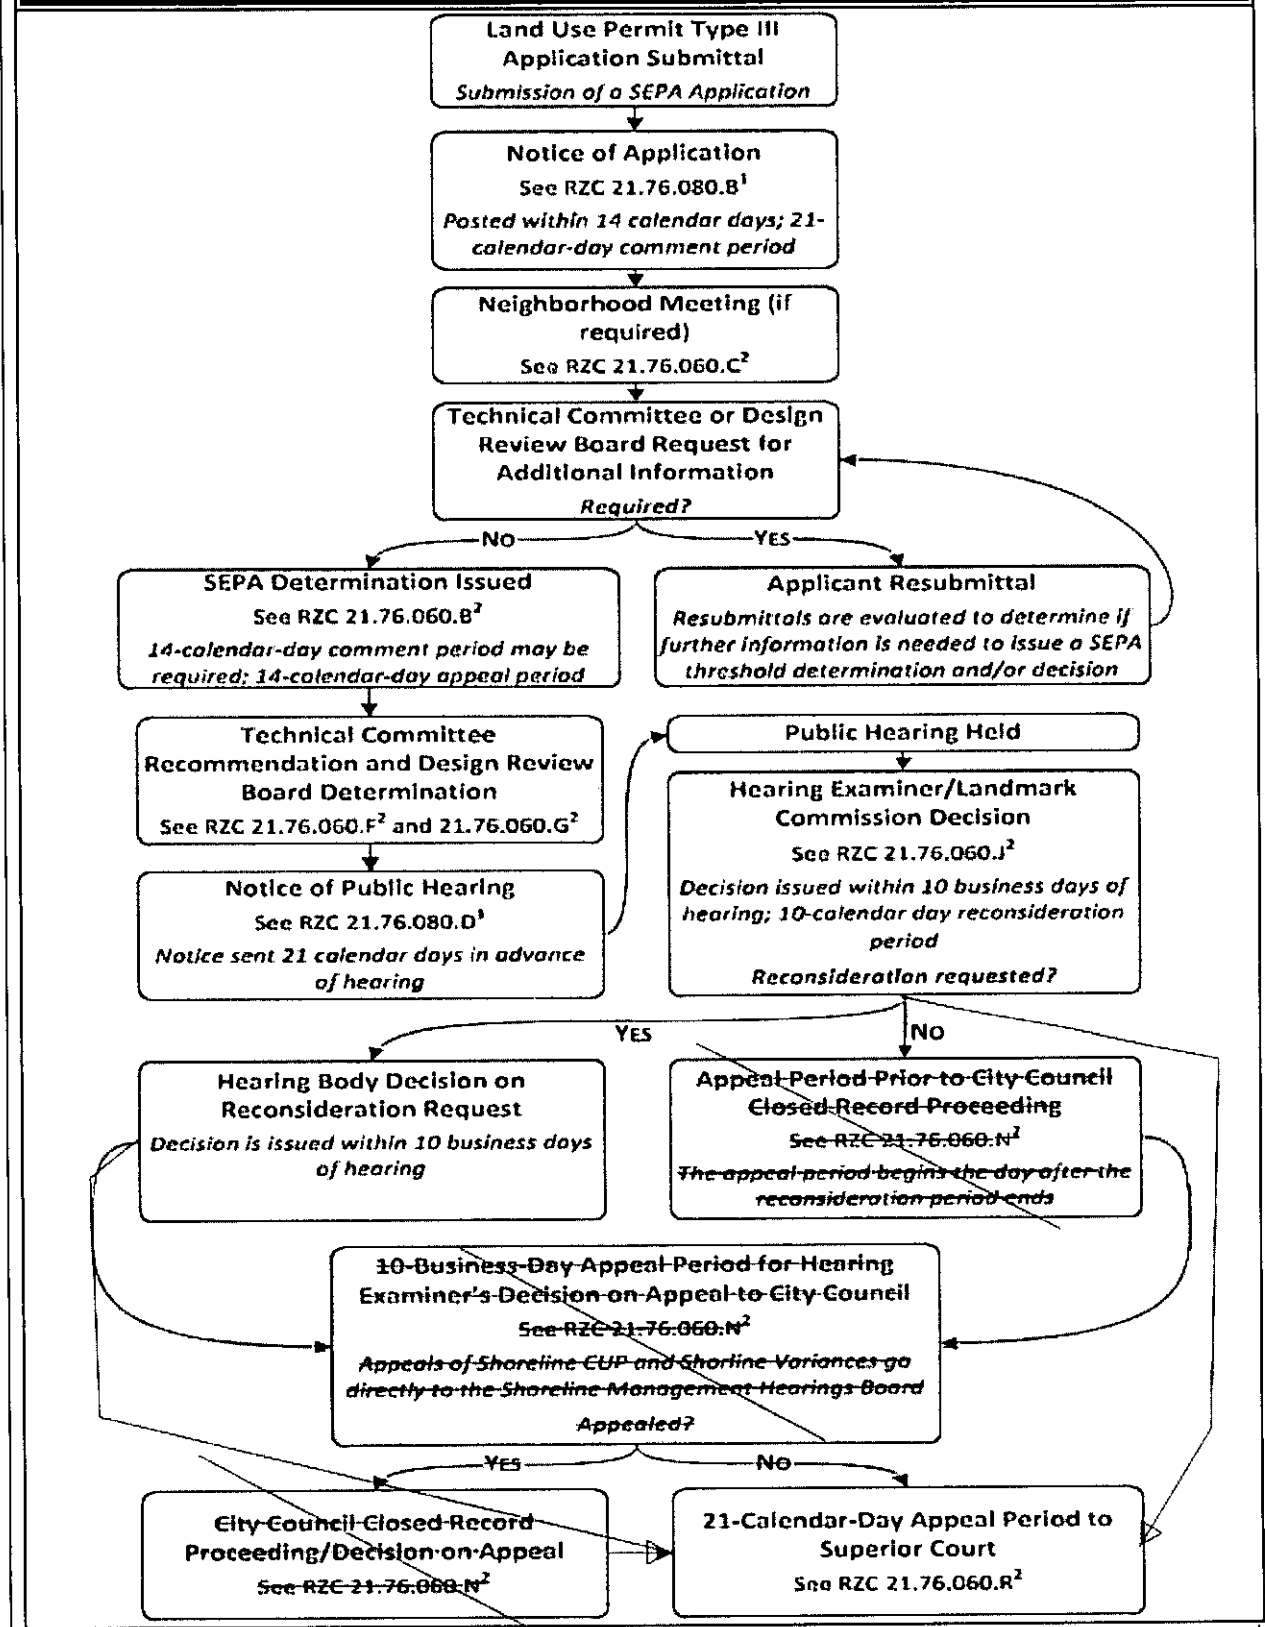 Land Use Permit Type III
Application Submittal
Submission of a SEPA Application
Notice of Application
See RZC 21.76.080.B¹
Posted within 14 calendar days; 21-
calendar-day comment period
Neighborhood Meeting (if
required)
See RZC 21.76.060.C²
Technical Committee or Design
Review Board Request for
Additional Information
Required?
NO
YES
SEPA Determination Issued
See RZC 21.76.060.B²
14-calendar-day comment period may be
required; 14-calendar-day appeal period
Applicant Resubmittal
Resubmittals are evaluated to determine if
further information is needed to issue a SEPA
threshold determination and/or decision
Technical Committee
Recommendation and Design Review
Board Determination
See RZC 21.76.060.F² and 21.76.060.G²
Notice of Public Hearing
See RZC 21.76.080.D¹
Notice sent 21 calendar days in advance
of hearing
Public Hearing Held
Hearing Examiner/Landmark
Commission Decision
See RZC 21.76.060.J²
Decision issued within 10 business days of
hearing; 10-calendar day reconsideration
period
Reconsideration requested?
YES
NO
Hearing Body Decision on
Reconsideration Request
Decision is issued within 10 business days
of hearing
Appeal Period Prior to City Council
Closed Record Proceeding
See RZC 21.76.060.N²
The appeal period begins the day after the
reconsideration period ends
10-Business-Day Appeal Period for Hearing
Examiner's Decision on Appeal to City Council
See RZC 21.76.060.N²
Appeals of Shoreline CUP and Shorline Variances go
directly to the Shoreline Management Hearings Board
Appealed?
YES
NO
City Council Closed Record
Proceeding/Decision on Appeal
See RZC 21.76.060.N²
21-Calendar-Day Appeal Period to
Superior Court
See RZC 21.76.060.R²